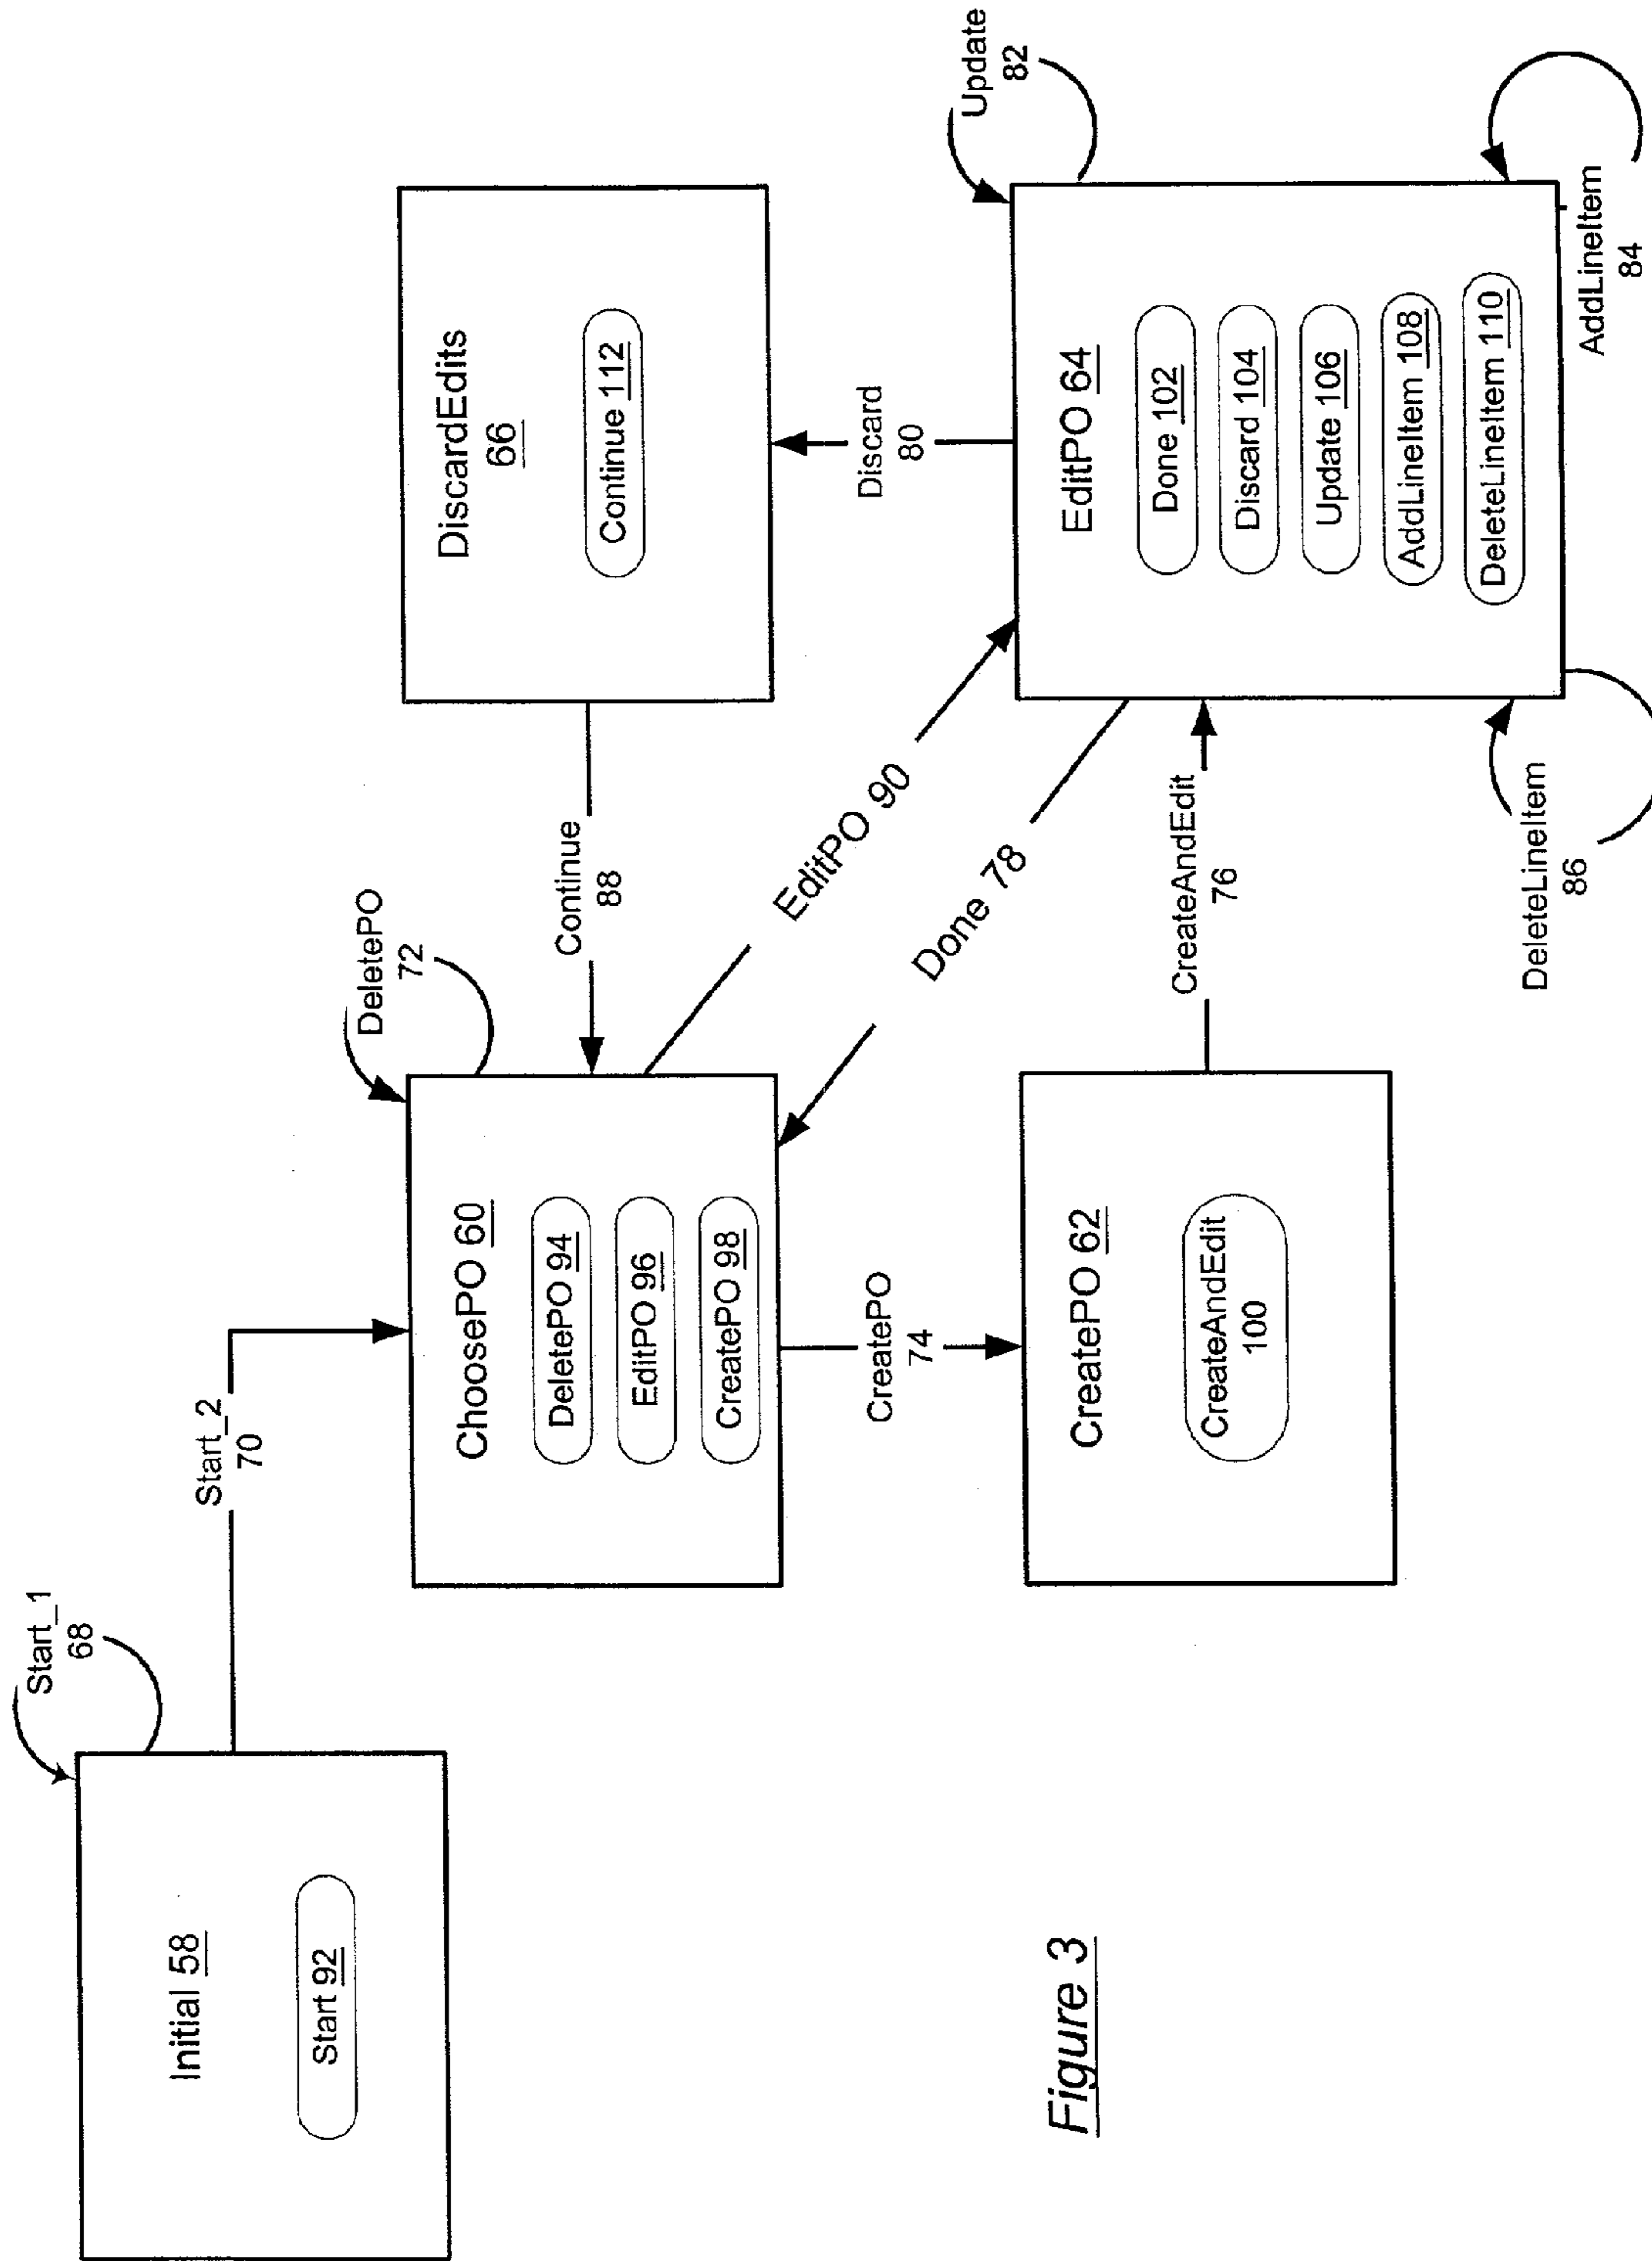 Initial 58
Start 92
Start_1
68
Start_2
70
ChoosePO 60
DeletePO 94
EditPO 96
CreatePO 98
DeletePO
72
Continue
88
DiscardEdits
66
Continue 112
EditPO 90
Done 78
Discard
80
CreatePO
74
CreatePO 62
CreateAndEdit
100
CreateAndEdit
76
EditPO 64
Done 102
Discard 104
Update 106
AddLineItem 108
DeleteLineItem 110
Update
82
AddLineItem
84
DeleteLineItem
86
Figure 3